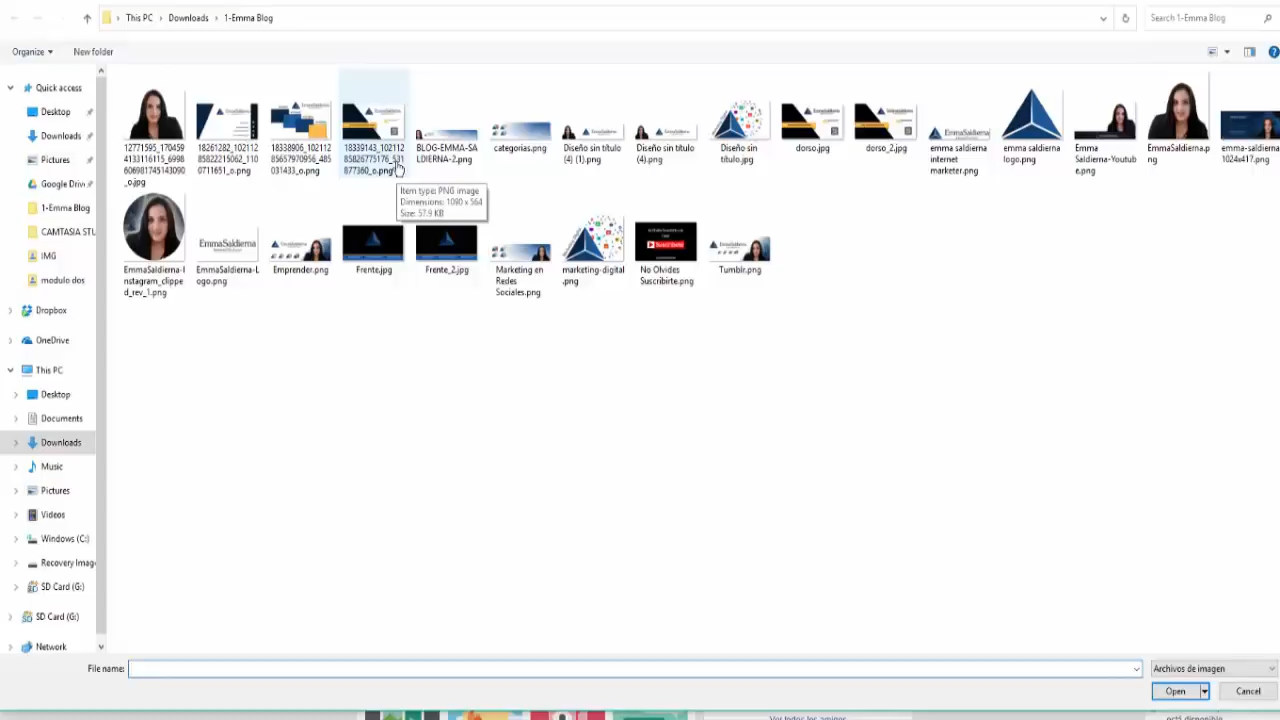 This PC
Downloads
1-Emma Blog
Search 1-Emma Blog
Organize
New folder
Quick access
Desktop
Downloads
Pictures
Google Driv
1-Emma Blog
CAMTASIA STU
IMG
modulo dos
Dropbox
OneDrive
This PC
Desktop
Documents
Downloads
Music
Pictures
Videos
Windows (C:)
Recovery Imag
SD Card (G:)
SD Card (G:)
Network
12771595_170459
4133116115_6998
606981745143090
_o.jpg
18261282_102112
85822215062_110
0711651_o.png
18338906_102112
85657970956_485
031433_o.png
18339143_102112
85826775176_531
877360_o.png
BLOG-EMMA-SA
LDIERNA-2.png
categorias.png
Diseño sin título
(4) (1).png
Diseño sin título
(4).png
Diseño sin
título.jpg
dorso.jpg
dorso_2.jpg
emma saldierna
internet
marketer.png
emma saldierna
logo.png
Emma
Saldierna-Youtub
e.png
EmmaSaldierna.p
ng
emma-saldierna
1024x417.png
Item type: PNG image
Dimensions: 1090 x 564
Size: 57.9 KB
EmmaSaldierna-I
nstagram_clippe
d_rev_1.png
EmmaSaldierna
EmmaSaldierna-L
ogo.png
Emprender.png
Frente.jpg
Frente_2.jpg
Marketing en
Redes
Sociales.png
marketing-digital
.png
No Olvides
Suscribirte.png
Tumblr.png
File name:
Archivos de imagen
Open
Cancel